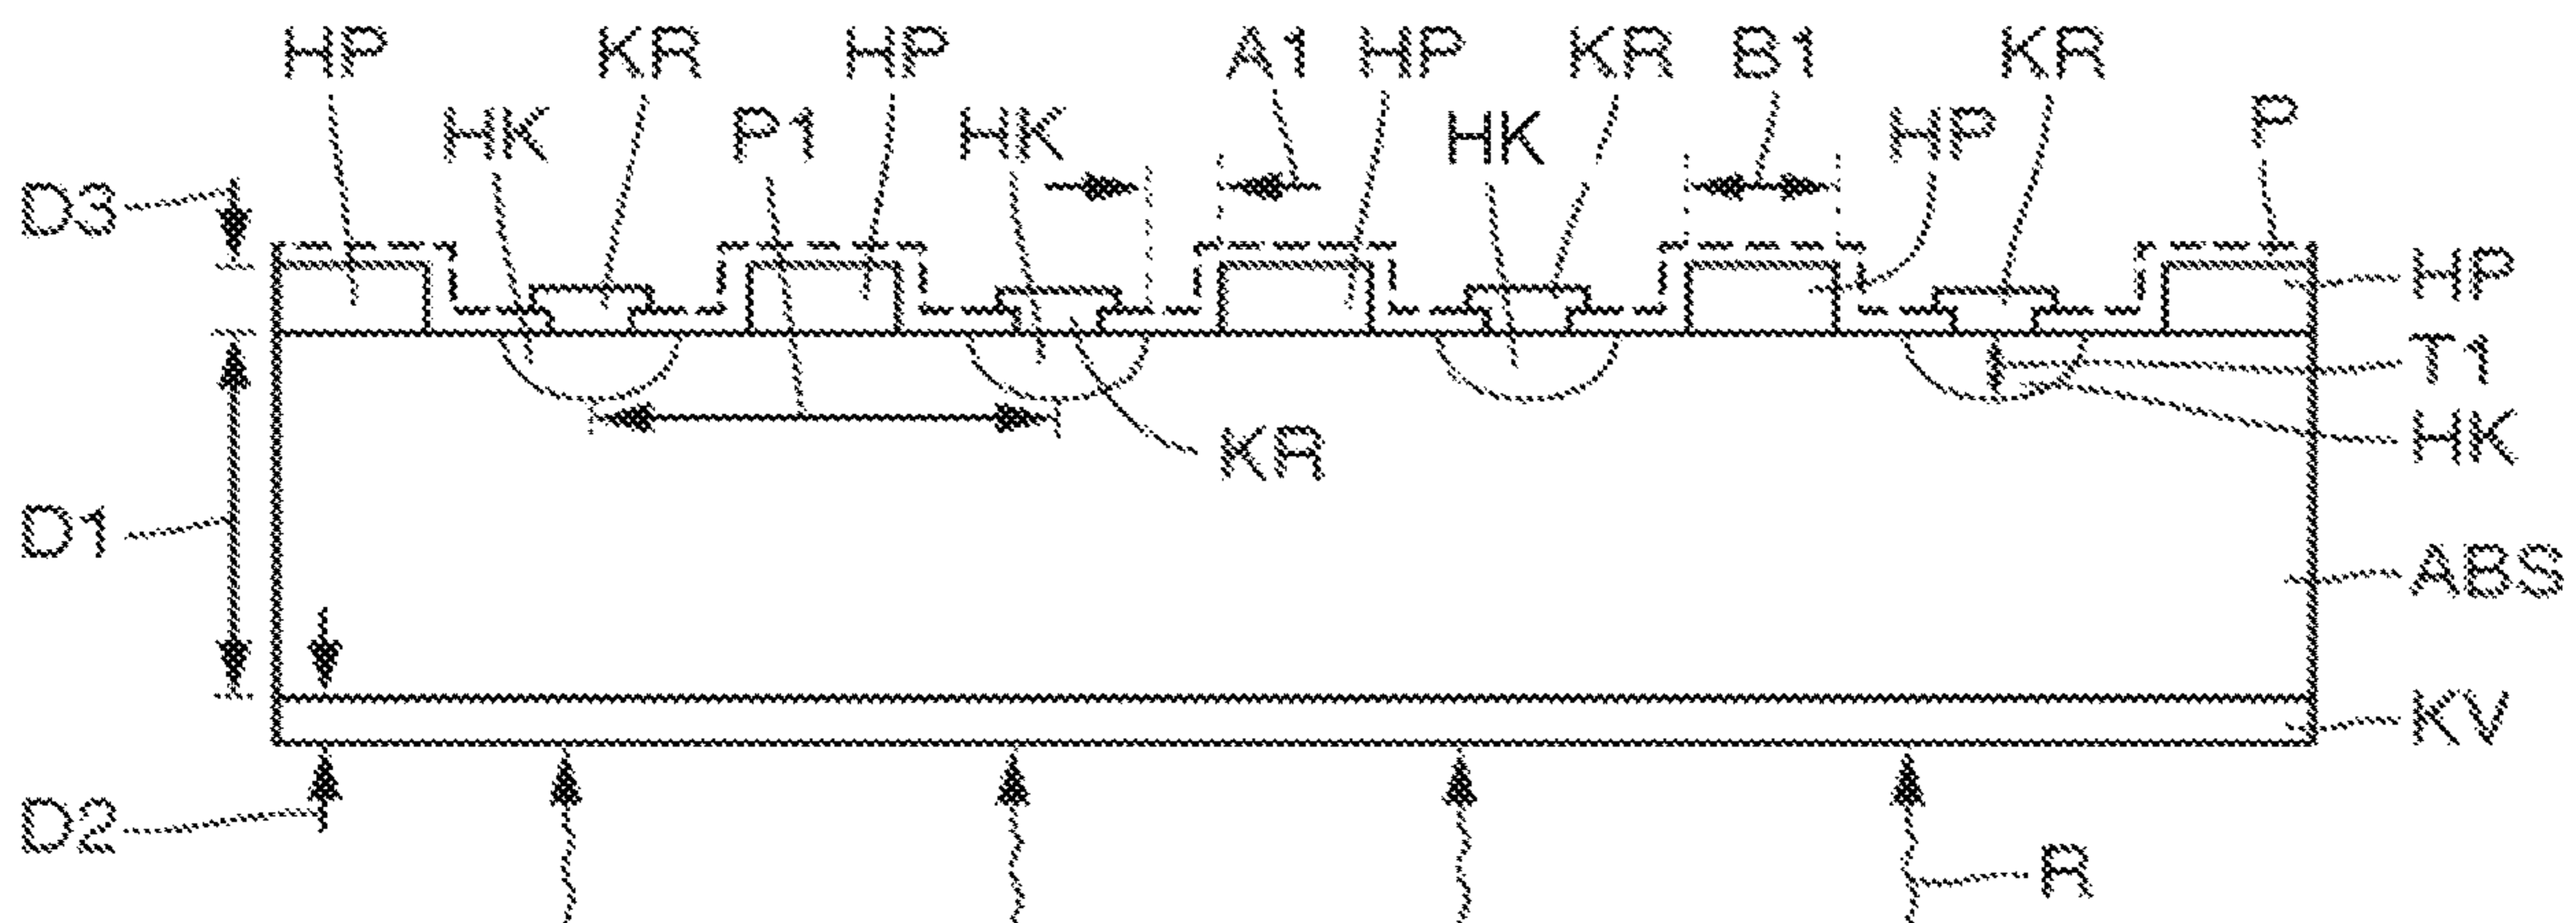 HP KR HP A1 HP KR B1 KR
HK P1 HK HK HP P
D3
HP
T1
HK
KR
D1
ABS
KV
D2
R